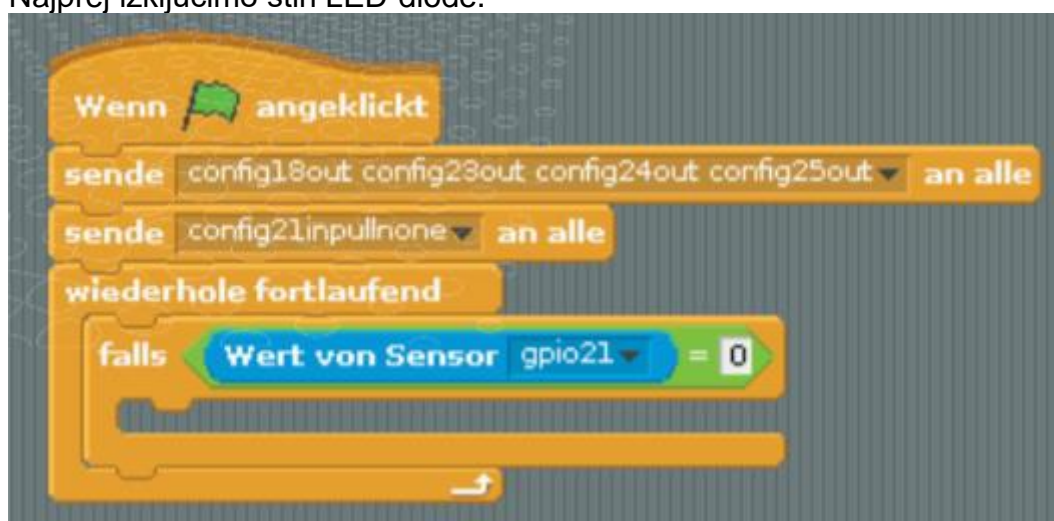 Najprej izključimo štiri LED diode.
Wenn angeklickt
sende config18out config23out config24out config25out an alle
sende config21inpullnone an alle
wiederhole fortlaufend
falls Wert von Sensor gpio21 = 0